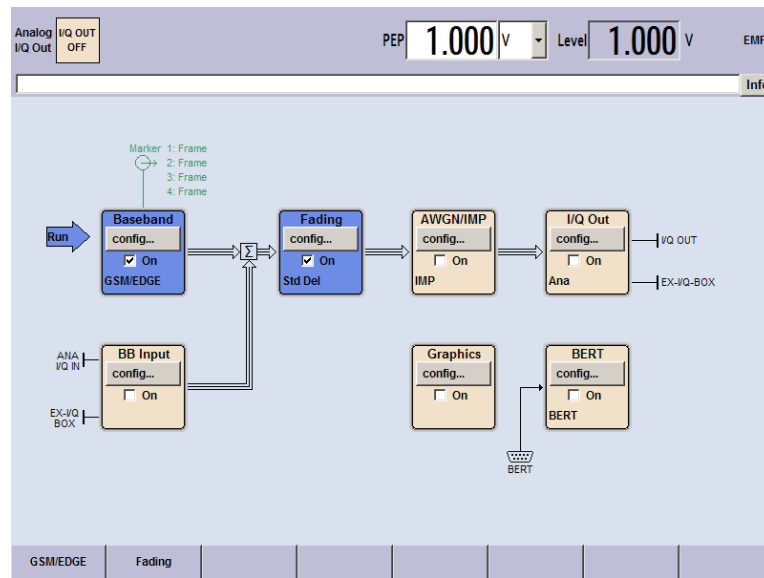 Analog I/Q Out
I/Q OUT OFF
PEP 1.000 V Level 1.000 V EMF
Info
Marker 1: Frame
2: Frame
3: Frame
4: Frame
Run
Baseband
config...
On
GSM/EDGE
Σ
Fading
config...
On
Std Del
AWGN/IMP
config...
On
IMP
I/Q Out
config...
On
Ana
I/Q OUT
EX-I/Q-BOX
ANA I/Q IN
EX-I/Q BOX
BB Input
config...
On
Graphics
config...
On
BERT
config...
On
BERT
BERT
GSM/EDGE Fading